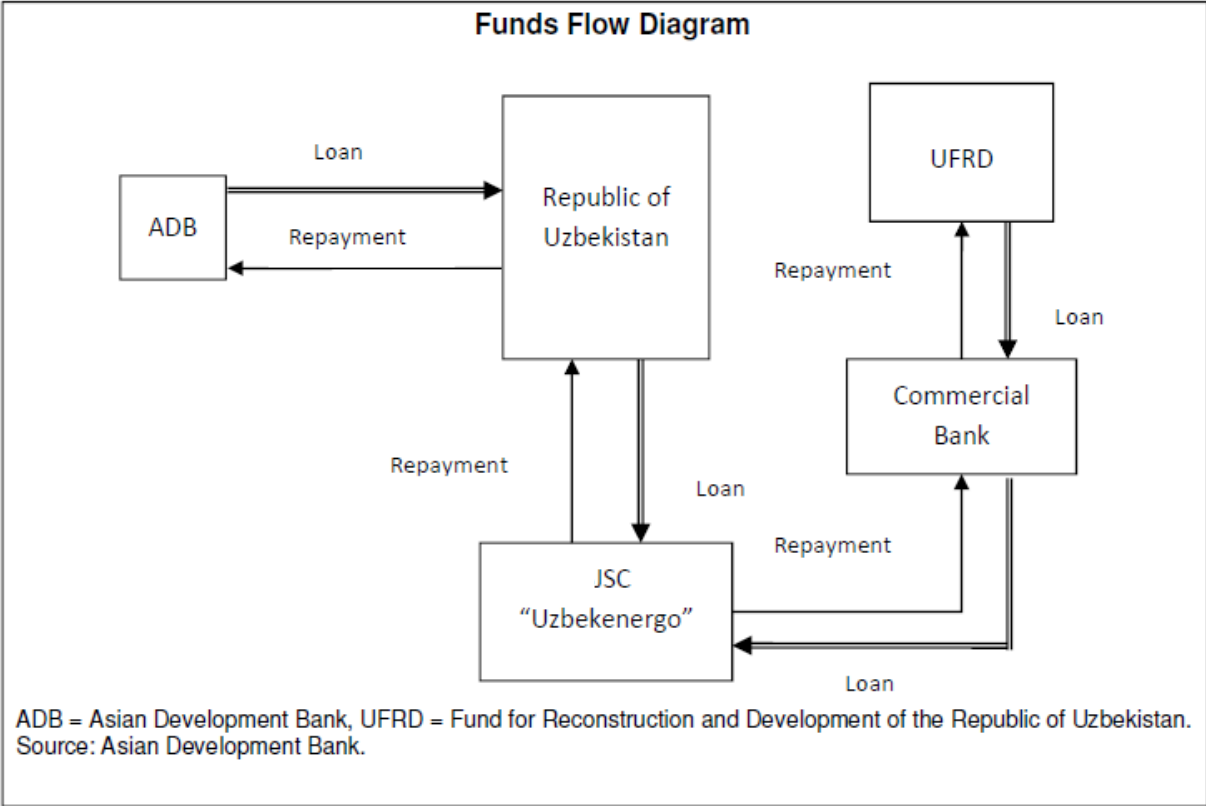 Funds Flow Diagram
Loan
ADB
Repayment
Republic of
Uzbekistan
UFRD
Repayment
Loan
Commercial
Bank
Repayment
Loan
Repayment
JSC
“Uzbekenergo”
Loan
ADB = Asian Development Bank, UFRD = Fund for Reconstruction and Development of the Republic of Uzbekistan.
Source: Asian Development Bank.